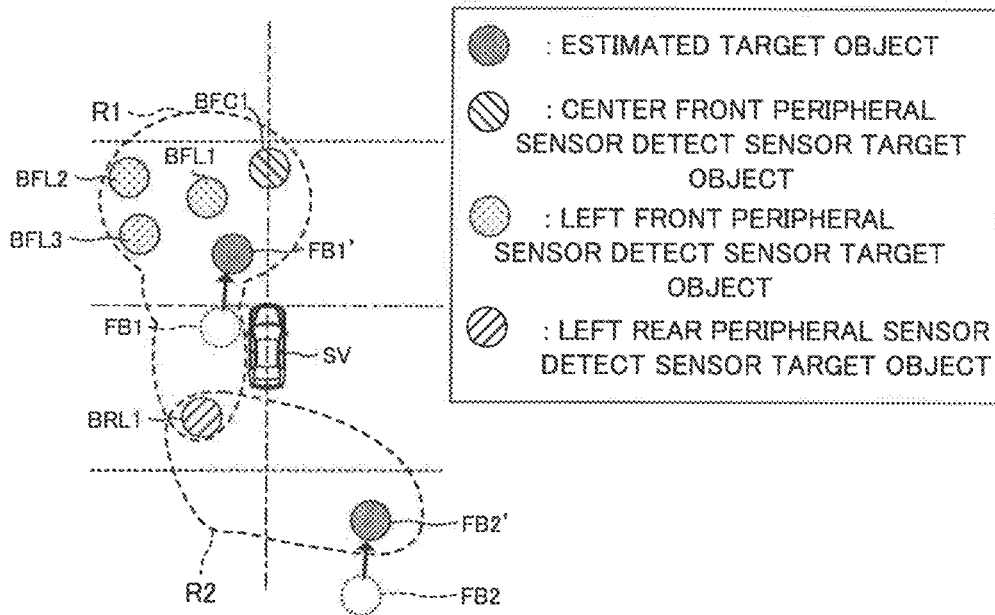 R1
BFC1
BFL1
BFL2
BFL3
FB1'
FB1
SV
BRL1
FB2'
R2
FB2
: ESTIMATED TARGET OBJECT
: CENTER FRONT PERIPHERAL
SENSOR DETECT SENSOR TARGET
OBJECT
: LEFT FRONT PERIPHERAL
SENSOR DETECT SENSOR TARGET
OBJECT
: LEFT REAR PERIPHERAL SENSOR
DETECT SENSOR TARGET OBJECT